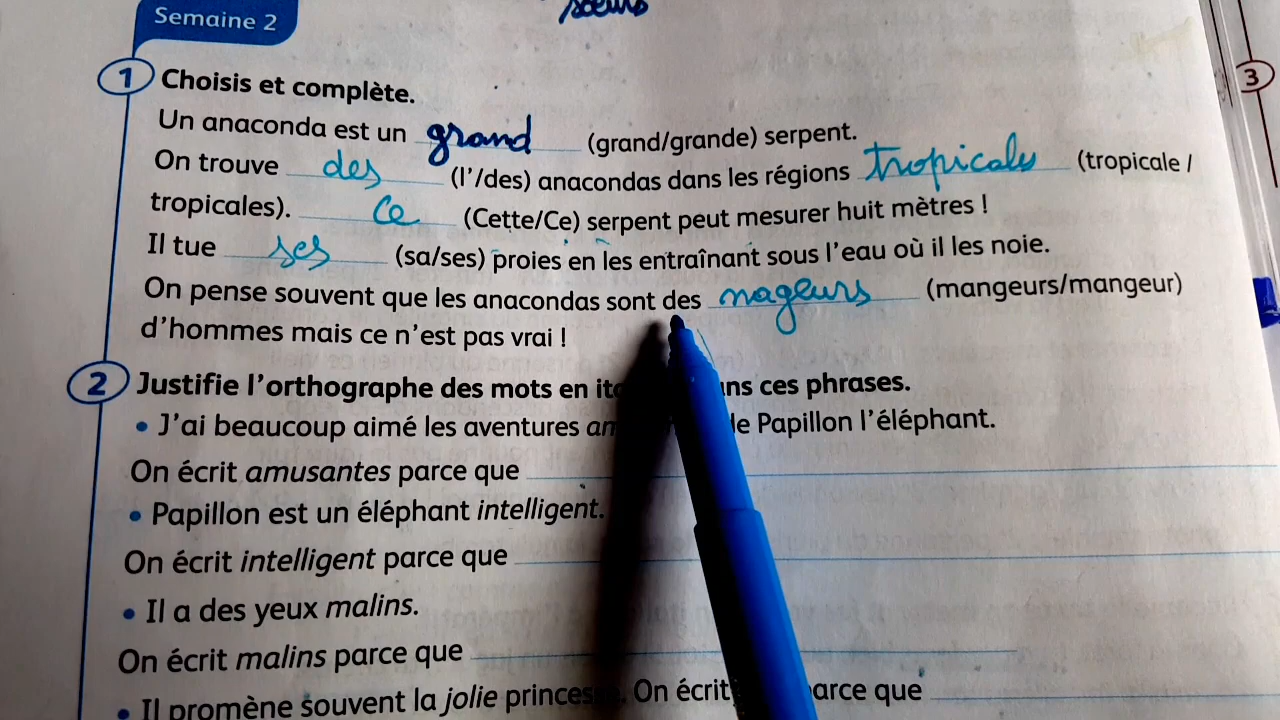 sœurs
Semaine 2
1 Choisis et complète.
Un anaconda est un grand (grand/grande) serpent.
On trouve des (l'/des) anacondas dans les régions tropicales (tropicale /
tropicales). Ce (Cette/Ce) serpent peut mesurer huit mètres !
Il tue ses (sa/ses) proies en les entraînant sous l'eau où il les noie.
On pense souvent que les anacondas sont des nageurs (mangeurs/mangeur)
d'hommes mais ce n'est pas vrai !
2 Justifie l'orthographe des mots en ces phrases.
• J'ai beaucoup aimé les aventures Papillon l'éléphant.
On écrit amusantes parce que
• Papillon est un éléphant intelligent.
On écrit intelligent parce que
• Il a des yeux malins.
On écrit malins parce que
• Il promène souvent la jolie On écrit parce que
3